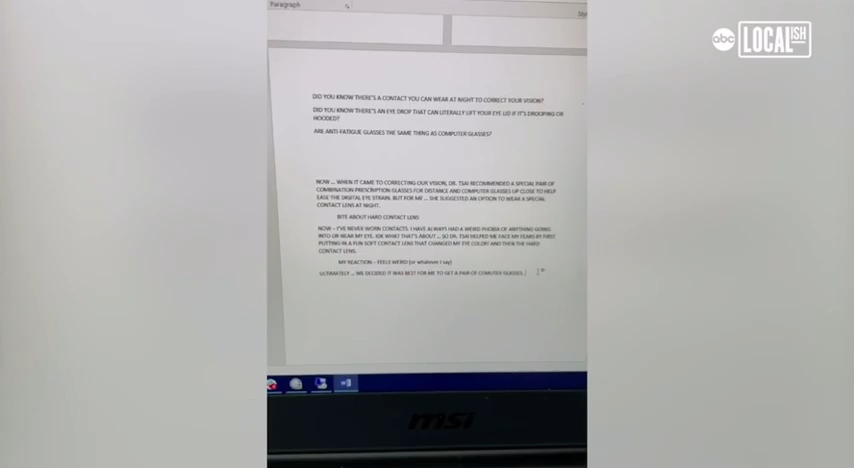 Paragraph
abc LOCALISH
DID YOU KNOW THERE'S A CONTACT YOU CAN WEAR AT NIGHT TO CORRECT YOUR VISION?
DID YOU KNOW THERE'S AN EYE DROP THAT CAN LITERALLY LIFT YOUR EYE LID IF IT'S DROOPING OR
HOODED?
ARE ANTI-FATIGUE GLASSES THE SAME THING AS COMPUTER GLASSES?
NOW ... WHEN IT CAME TO CORRECTING OUR VISION, DR. TSAI RECOMMENDED A SPECIAL PAIR OF
COMBINATION PRESCRIPTION GLASSES FOR DISTANCE AND COMPUTER GLASSES UP CLOSE TO HELP
EASE THE DIGITAL EYE STRAIN. BUT FOR ME ... SHE SUGGESTED AN OPTION TO WEAR A SPECIAL
CONTACT LENS AT NIGHT.
BITE ABOUT HARD CONTACT LENS
NOW – I'VE NEVER WORN CONTACTS. I HAVE ALWAYS HAD A WEIRD PHOBIA OF ANYTHING GOING
INTO OR NEAR MY EYE. IDK WHAT THAT'S ABOUT ... SO DR. TSAI HELPED ME FACE MY FEARS BY FIRST
PUTTING IN A FUN SOFT CONTACT LENS THAT CHANGED MY EYE COLOR! AND THEN THE HARD
CONTACT LENS.
MY REACTION – FEELS WEIRD (or whatever I say)
ULTIMATELY ... WE DECIDED IT WAS BEST FOR ME TO GET A PAIR OF COMUTER GLASSES.
msi